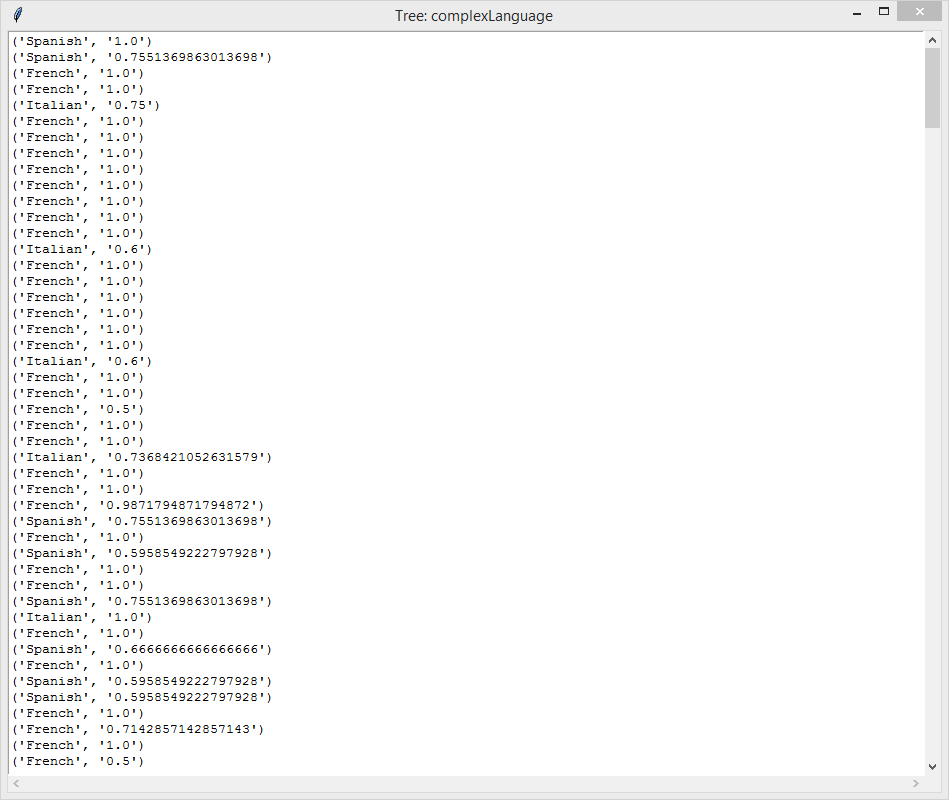 Tree: complexLanguage
('Spanish', '1.0')
('Spanish', '0.7551369863013698')
('French', '1.0')
('French', '1.0')
('Italian', '0.75')
('French', '1.0')
('French', '1.0')
('French', '1.0')
('French', '1.0')
('French', '1.0')
('French', '1.0')
('French', '1.0')
('French', '1.0')
('Italian', '0.6')
('French', '1.0')
('French', '1.0')
('French', '1.0')
('French', '1.0')
('French', '1.0')
('French', '1.0')
('Italian', '0.6')
('French', '1.0')
('French', '1.0')
('French', '0.5')
('French', '1.0')
('French', '1.0')
('Italian', '0.7368421052631579')
('French', '1.0')
('French', '1.0')
('French', '0.9871794871794872')
('Spanish', '0.7551369863013698')
('French', '1.0')
('Spanish', '0.5958549222797928')
('French', '1.0')
('French', '1.0')
('Spanish', '0.7551369863013698')
('Italian', '1.0')
('French', '1.0')
('Spanish', '0.6666666666666666')
('French', '1.0')
('Spanish', '0.5958549222797928')
('Spanish', '0.5958549222797928')
('French', '1.0')
('French', '0.7142857142857143')
('French', '1.0')
('French', '0.5')